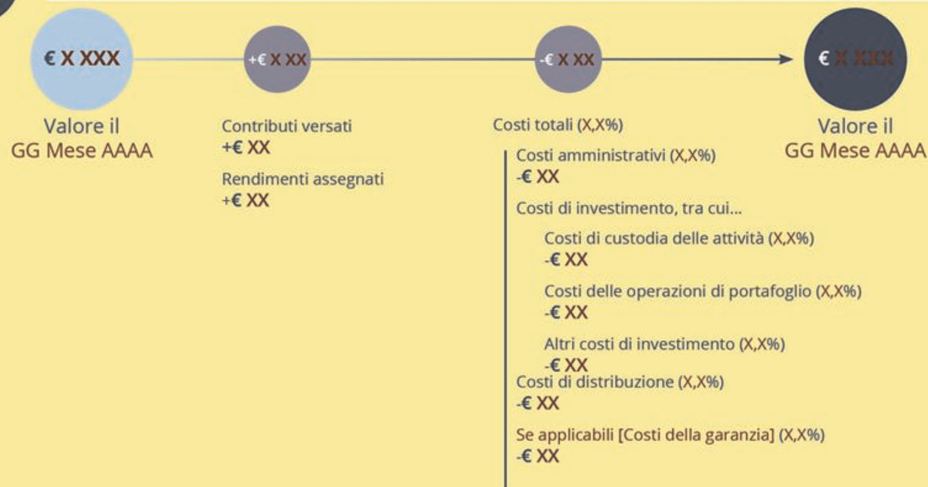 € X XXX
+€ X XX
-€ X XX
€ X XXX
Valore il
GG Mese AAAA
Contributi versati
+€ XX
Rendimenti assegnati
+€ XX
Costi totali (X,X%)
Costi amministrativi (X,X%)
-€ XX
Costi di investimento, tra cui...
Costi di custodia delle attività (X,X%)
-€ XX
Costi delle operazioni di portafoglio (X,X%)
-€ XX
Altri costi di investimento (X,X%)
-€ XX
Costi di distribuzione (X,X%)
-€ XX
Se applicabili [Costi della garanzia] (X,X%)
-€ XX
Valore il
GG Mese AAAA